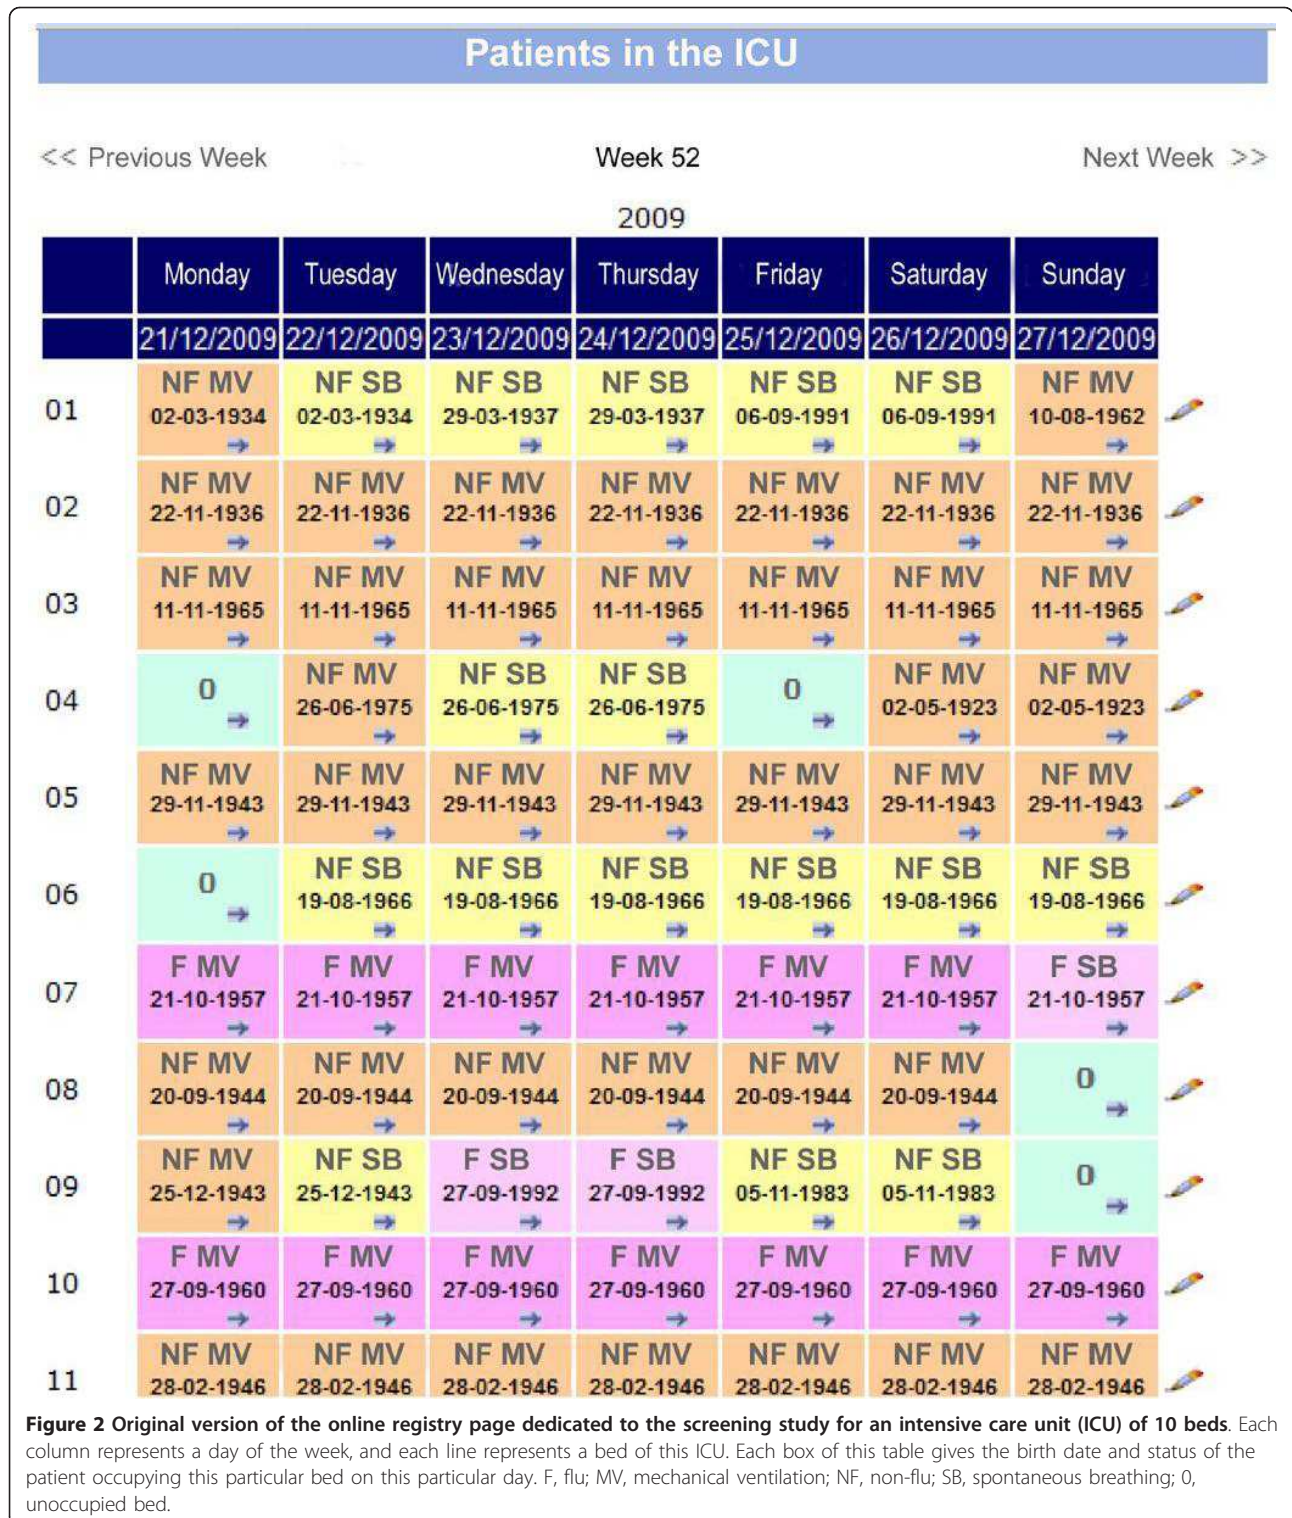 Patients in the ICU
<< Previous Week Week 52 Next Week >>
2009
Monday Tuesday Wednesday Thursday Friday Saturday Sunday
21/12/2009 22/12/2009 23/12/2009 24/12/2009 25/12/2009 26/12/2009 27/12/2009
NF MV NF SB NF SB NF SB NF SB NF SB NF MV
01 02-03-1934 02-03-1934 29-03-1937 29-03-1937 06-09-1991 06-09-1991 10-08-1962
NF MV NF MV NF MV NF MV NF MV NF MV NF MV
02 22-11-1936 22-11-1936 22-11-1936 22-11-1936 22-11-1936 22-11-1936 22-11-1936
NF MV NF MV NF MV NF MV NF MV NF MV NF MV
03 11-11-1965 11-11-1965 11-11-1965 11-11-1965 11-11-1965 11-11-1965 11-11-1965
0 NF MV NF SB NF SB 0 NF MV NF MV
04 26-06-1975 26-06-1975 26-06-1975 02-05-1923 02-05-1923
NF MV NF MV NF MV NF MV NF MV NF MV NF MV
05 29-11-1943 29-11-1943 29-11-1943 29-11-1943 29-11-1943 29-11-1943 29-11-1943
0 NF SB NF SB NF SB NF SB NF SB NF SB
06 19-08-1966 19-08-1966 19-08-1966 19-08-1966 19-08-1966 19-08-1966
F MV F MV F MV F MV F MV F MV F SB
07 21-10-1957 21-10-1957 21-10-1957 21-10-1957 21-10-1957 21-10-1957 21-10-1957
NF MV NF MV NF MV NF MV NF MV NF MV 0
08 20-09-1944 20-09-1944 20-09-1944 20-09-1944 20-09-1944 20-09-1944
NF MV NF SB F SB F SB NF SB NF SB 0
09 25-12-1943 25-12-1943 27-09-1992 27-09-1992 05-11-1983 05-11-1983
F MV F MV F MV F MV F MV F MV F MV
10 27-09-1960 27-09-1960 27-09-1960 27-09-1960 27-09-1960 27-09-1960 27-09-1960
NF MV NF MV NF MV NF MV NF MV NF MV NF MV
11 28-02-1946 28-02-1946 28-02-1946 28-02-1946 28-02-1946 28-02-1946 28-02-1946
Figure 2 Original version of the online registry page dedicated to the screening study for an intensive care unit (ICU) of 10 beds. Each
column represents a day of the week, and each line represents a bed of this ICU. Each box of this table gives the birth date and status of the
patient occupying this particular bed on this particular day. F, flu; MV, mechanical ventilation; NF, non-flu; SB, spontaneous breathing; 0,
unoccupied bed.